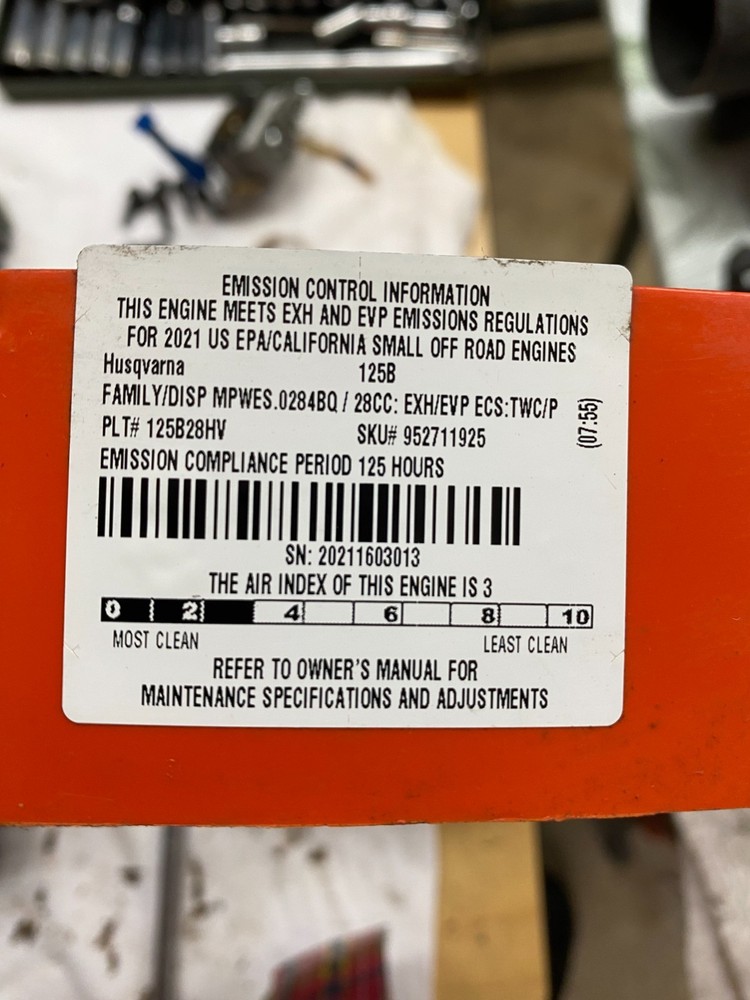 EMISSION CONTROL INFORMATION
THIS ENGINE MEETS EXH AND EVP EMISSIONS REGULATIONS
FOR 2021 US EPA/CALIFORNIA SMALL OFF ROAD ENGINES
Husqvarna 125B
FAMILY/DISP MPWES.0284BQ / 28CC: EXH/EVP ECS:TWC/P
(07:55)
PLT# 125B28HV SKU# 952711925
EMISSION COMPLIANCE PERIOD 125 HOURS
SN: 20211603013
THE AIR INDEX OF THIS ENGINE IS 3
0 2 4 6 8 10
MOST CLEAN LEAST CLEAN
REFER TO OWNER'S MANUAL FOR
MAINTENANCE SPECIFICATIONS AND ADJUSTMENTS